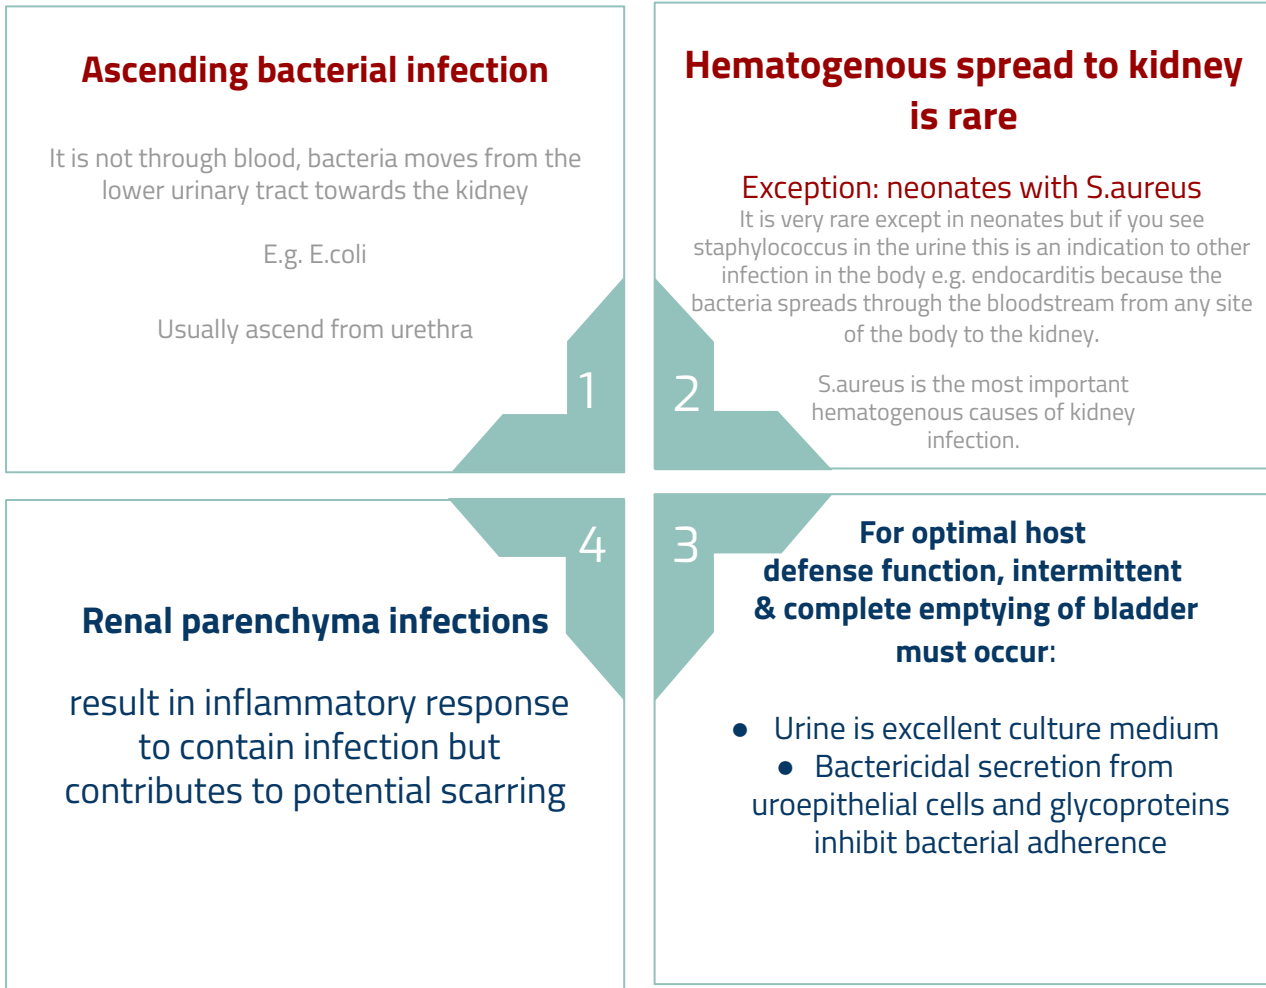 Ascending bacterial infection
It is not through blood, bacteria moves from the
lower urinary tract towards the kidney
E.g. E.coli
Usually ascend from urethra
1
Hematogenous spread to kidney
is rare
Exception: neonates with S.aureus
It is very rare except in neonates but if you see
staphylococcus in the urine this is an indication to other
infection in the body e.g. endocarditis because the
bacteria spreads through the bloodstream from any site
of the body to the kidney.
S.aureus is the most important
hematogenous causes of kidney
infection.
2
3
For optimal host
defense function, intermittent
& complete emptying of bladder
must occur:
● Urine is excellent culture medium
● Bactericidal secretion from
uroepithelial cells and glycoproteins
inhibit bacterial adherence
4
Renal parenchyma infections
result in inflammatory response
to contain infection but
contributes to potential scarring